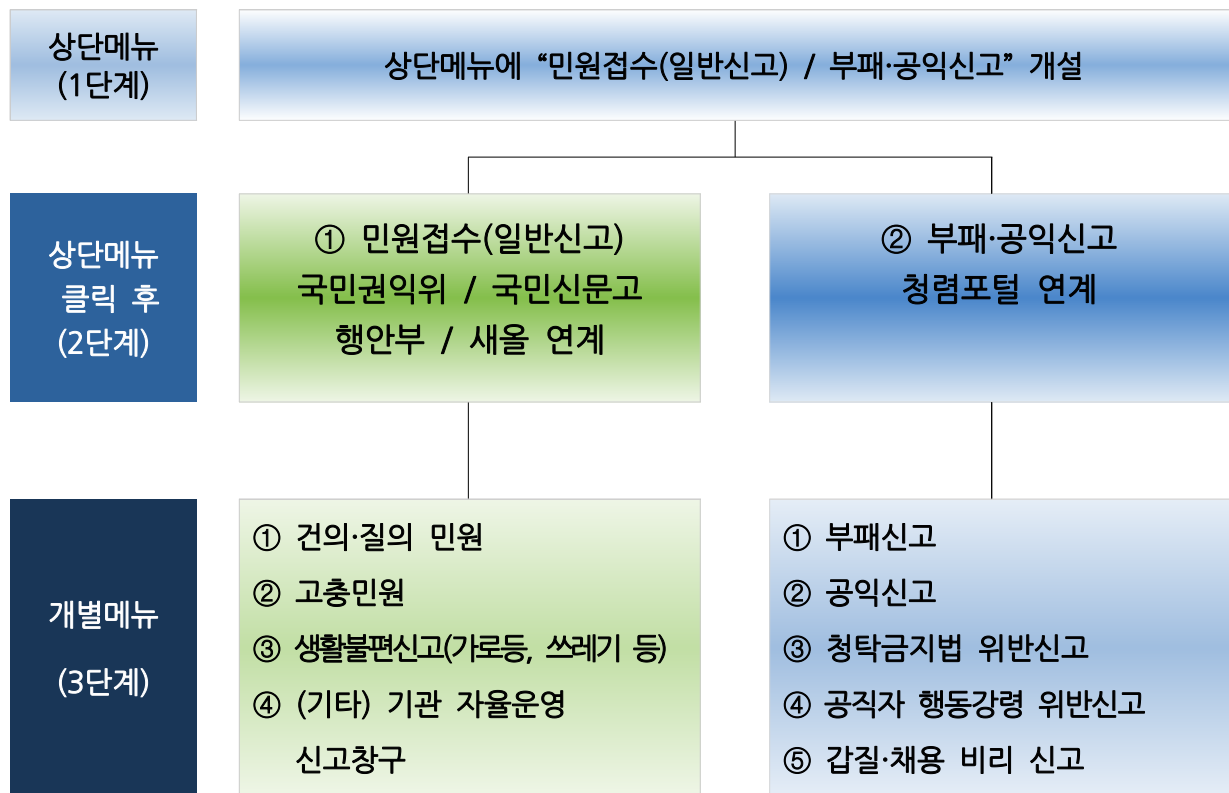 상단메뉴
(1단계)
상단메뉴에 “민원접수(일반신고) / 부패·공익신고” 개설
상단메뉴
클릭 후
(2단계)
① 민원접수(일반신고)
국민권익위 / 국민신문고
행안부 / 새올 연계
② 부패·공익신고
청렴포털 연계
개별메뉴
(3단계)
① 건의·질의 민원
② 고충민원
③ 생활불편신고(가로등, 쓰레기 등)
④ (기타) 기관 자율운영
신고창구
① 부패신고
② 공익신고
③ 청탁금지법 위반신고
④ 공직자 행동강령 위반신고
⑤ 갑질·채용 비리 신고